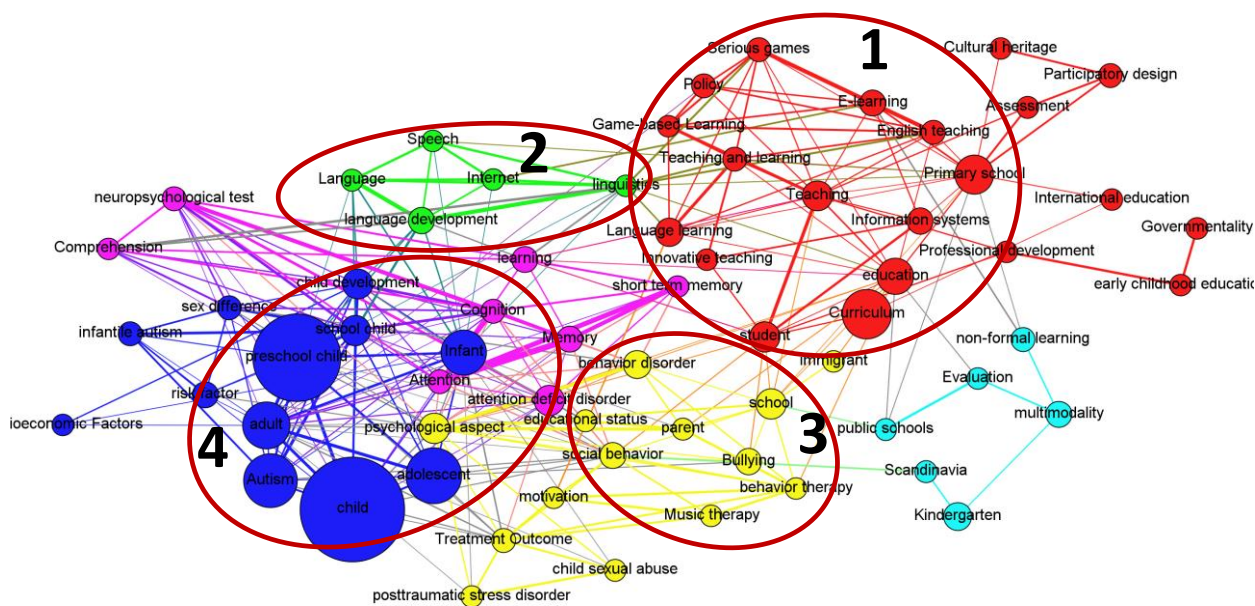 Serious games
1
Cultural heritage
Participatory design
Policy
E-learning
Assessment
Game-based Learning
English teaching
Speech
2
Teaching and learning
Primary school
Language
Internet
linguistics
Teaching
International education
neuropsychological test
language development
Information systems
Governmentality
Language learning
Comprehension
Professional development
learning
Innovative teaching
education
early childhood educatio
child development
short term memory
sex difference
Cognition
Curriculum
infantile autism
school child
preschool child
Infant
Memory
student
non-formal learning
behavior disorder
Immigrant
Attention
Evaluation
risk factor
attention deficit disorder
school
ioeconomic Factors
adult
psychological aspect
educational status
parent
3
public schools
multimodality
4
social behavior
Bullying
Scandinavia
Autism
adolescent
behavior therapy
child
motivation
Music therapy
Kindergarten
Treatment Outcome
child sexual abuse
posttraumatic stress disorder